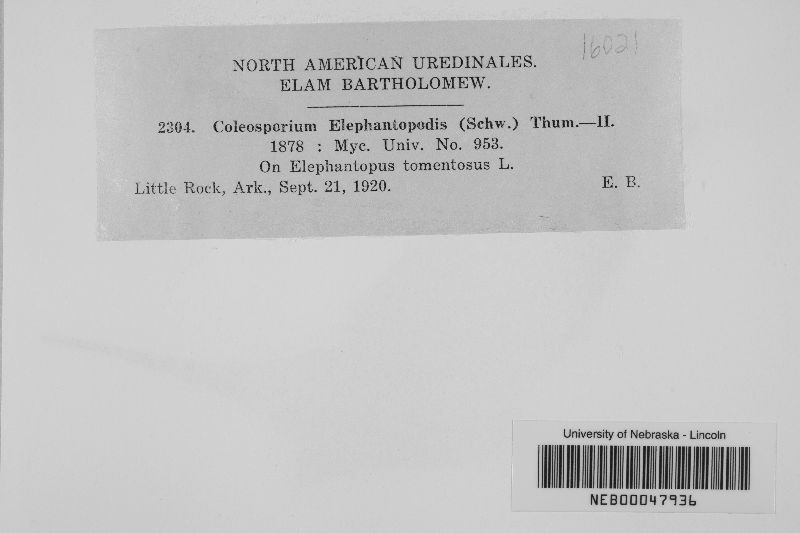 16021
NORTH AMERICAN UREDINALES.
ELAM BARTHOLOMEW.
2304. Coleosporium Elephantopodis (Schw.) Thum.—II.
1878 : Myc. Univ. No. 953.
On Elephantopus tomentosus L.
Little Rock, Ark., Sept. 21, 1920. E. B.
University of Nebraska - Lincoln
NEB00047936